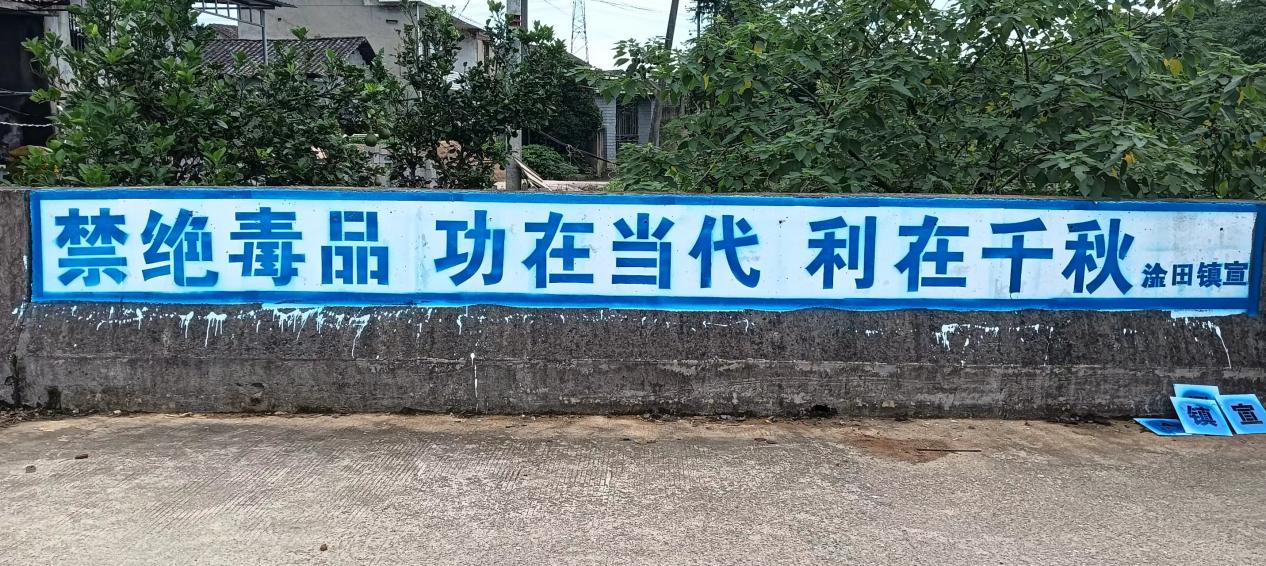 禁绝毒品 功在当代 利在千秋 淦田镇宣
镇 宣